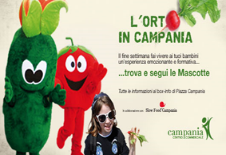 L'ORTO
IN CAMPANIA
Il fine settimana fai vivere ai tuoi bambini
un'esperienza emozionante e formativa...
...trova e segui le Mascotte
Tutte le informazioni al box-info di Piazza Campania
Slow Food Campania
campania